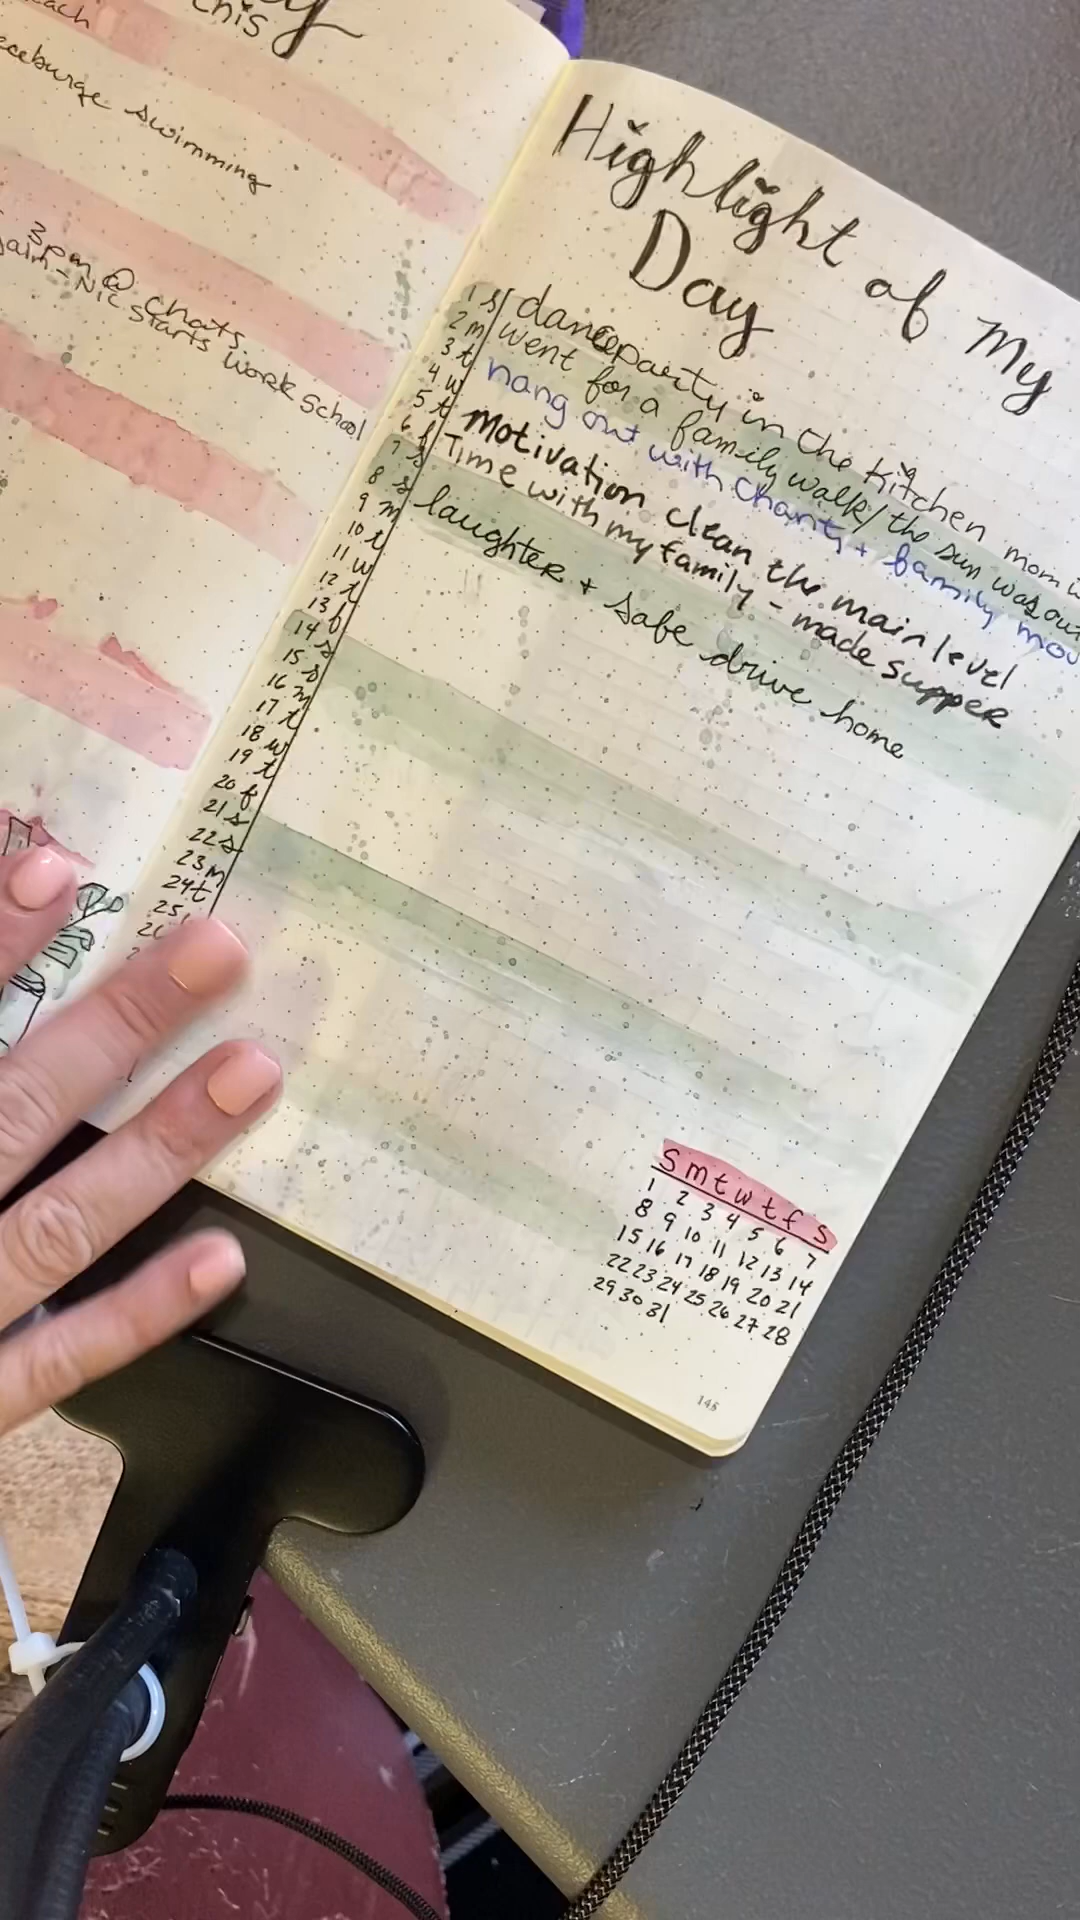 each
this
swimming
3pm @ chats
NIC starts work school
Highlight of My
Day
1 s dance party in the kitchen mom
2 m went for a family walk / the sun was out
3 t hang out with Charity + family
4 w Motivation clean the main level
5 t Time with my family - made supper
6 f
7 s laughter + safe drive home
8 s
9 m
10 t
11 w
12 t
13 f
14 s
15 s
16 m
17 t
18 w
19 t
20 f
21 s
22 s
23 m
24 t
25
S m t w t f s
1 2 3 4 5 6 7
8 9 10 11 12 13 14
15 16 17 18 19 20 21
22 23 24 25 26 27 28
29 30 31
145